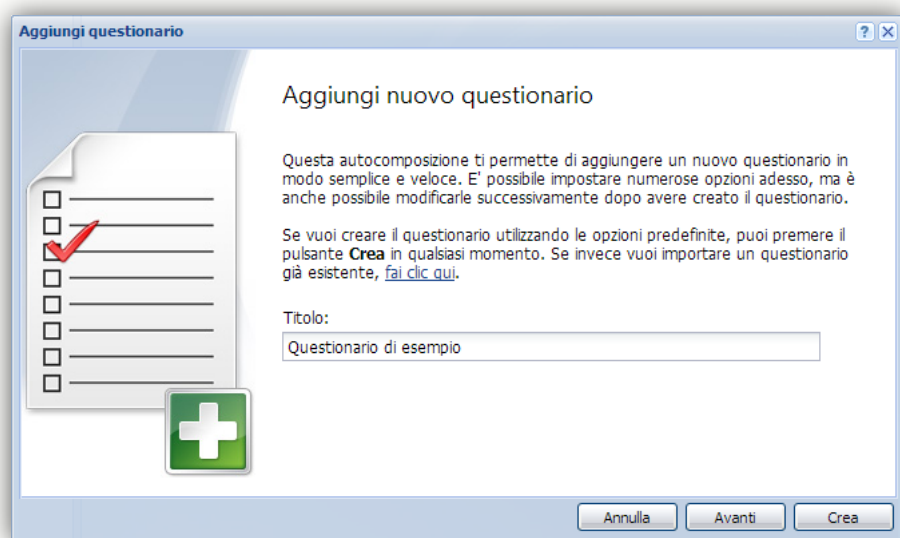 Aggiungi questionario
Aggiungi nuovo questionario
Questa autocomposizione ti permette di aggiungere un nuovo questionario in
modo semplice e veloce. E' possibile impostare numerose opzioni adesso, ma è
anche possibile modificarle successivamente dopo avere creato il questionario.
Se vuoi creare il questionario utilizzando le opzioni predefinite, puoi premere il
pulsante Crea in qualsiasi momento. Se invece vuoi importare un questionario
già esistente, fai clic qui.
Titolo:
Questionario di esempio
Annulla Avanti Crea